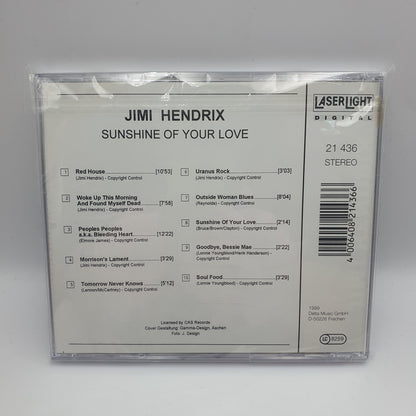 JIMI HENDRIX
SUNSHINE OF YOUR LOVE
1 Red House [10'53]
(Jimi Hendrix) - Copyright Control
2 Woke Up This Morning
And Found Myself Dead [7'58]
(Jimi Hendrix) - Copyright Control
3 Peoples Peoples
a.k.a. Bleeding Heart [12'22]
(Elmore James) - Copyright Control
4 Morrison's Lament [3'29]
(Jimi Hendrix) - Copyright Control
5 Tomorrow Never Knows [5'12]
(Lennon/McCartney) - Copyright Control
6 Uranus Rock [3'03]
(Jimi Hendrix) - Copyright Control
7 Outside Woman Blues [8'04]
(Reynolds) - Copyright Control
8 Sunshine Of Your Love [2'14]
(Bruce/Brown/Clapton) - Copyright Control
9 Goodbye, Bessie Mae [2'22]
(Lonnie Youngblood/Herik Handerson)
- Copyright Control
10 Soul Food [3'29]
(Lonnie Youngblood) - Copyright Control
Licensed by OAS Records
Cover Gestaltung: Gamma-Design, Aachen
Foto: J. Design
LASERLIGHT
DIGITAL
21 436
STEREO
4 006408 214366
1999
Delta Music GmbH
D-50226 Frechen
LC 8259